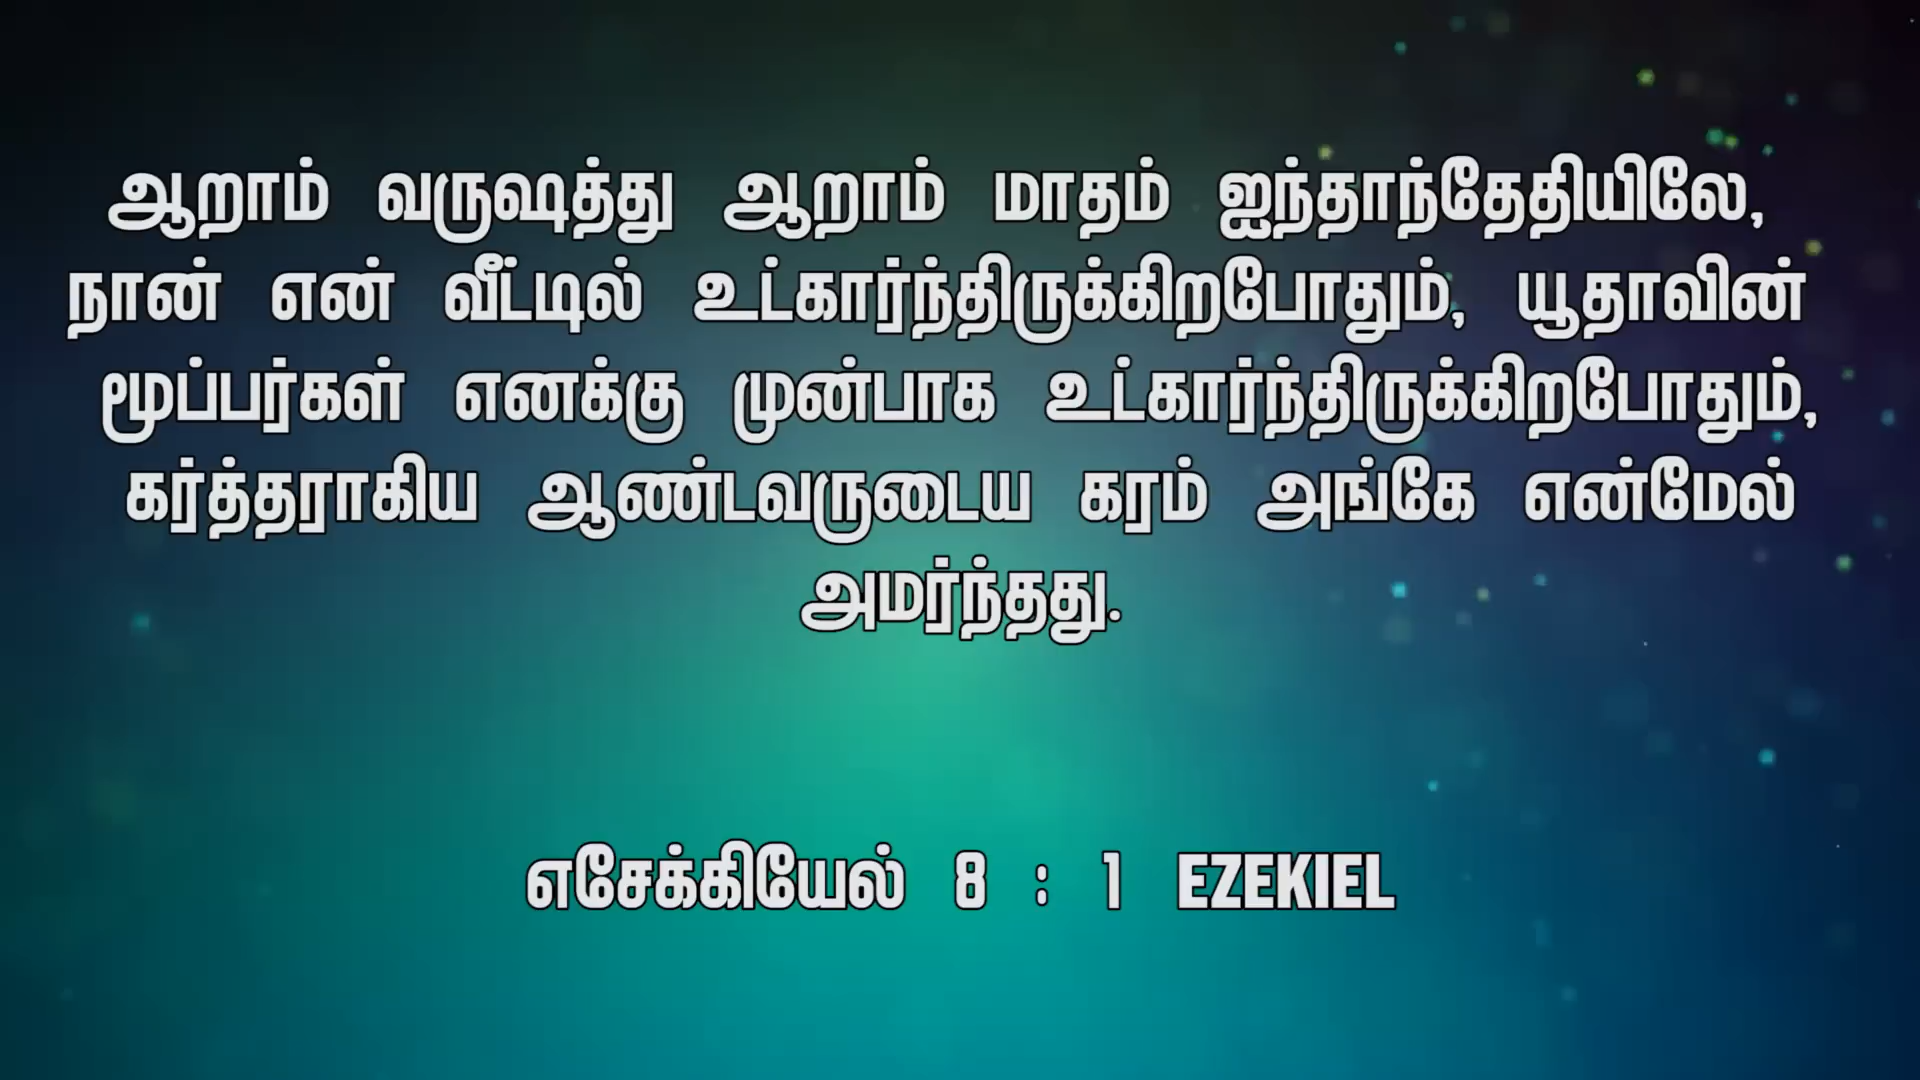 ஆறாம் வருஷத்து ஆறாம் மாதம் ஐந்தாந்தேதியிலே,
நான் என் வீட்டில் உட்கார்ந்திருக்கிறபோதும், யூதாவின்
மூப்பர்கள் எனக்கு முன்பாக உட்கார்ந்திருக்கிறபோதும்,
கர்த்தராகிய ஆண்டவருடைய கரம் அங்கே என்மேல்
அமர்ந்தது.
எசேக்கியேல் 8 : 1 EZEKIEL